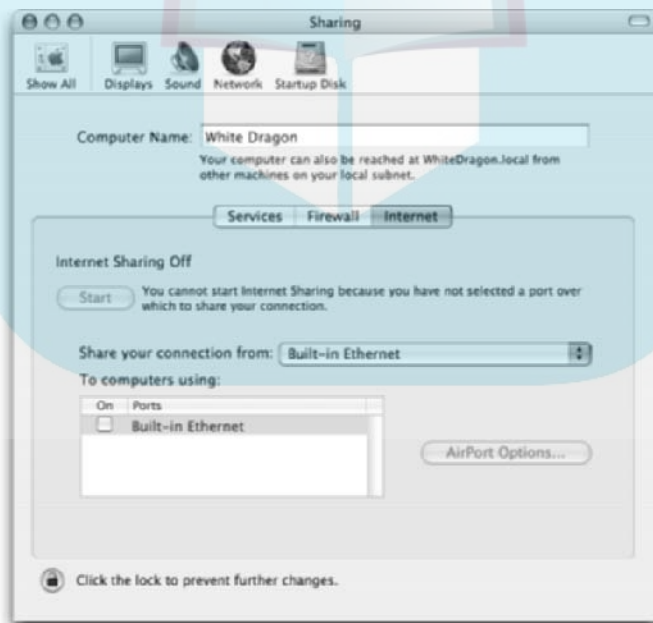 Sharing
Show All Displays Sound Network Startup Disk
Computer Name: White Dragon
Your computer can also be reached at WhiteDragon.local from
other machines on your local subnet.
Services Firewall Internet
Internet Sharing Off
Start
You cannot start Internet Sharing because you have not selected a port over
which to share your connection.
Share your connection from: Built-in Ethernet
To computers using:
On Ports
Built-in Ethernet
AirPort Options...
Click the lock to prevent further changes.